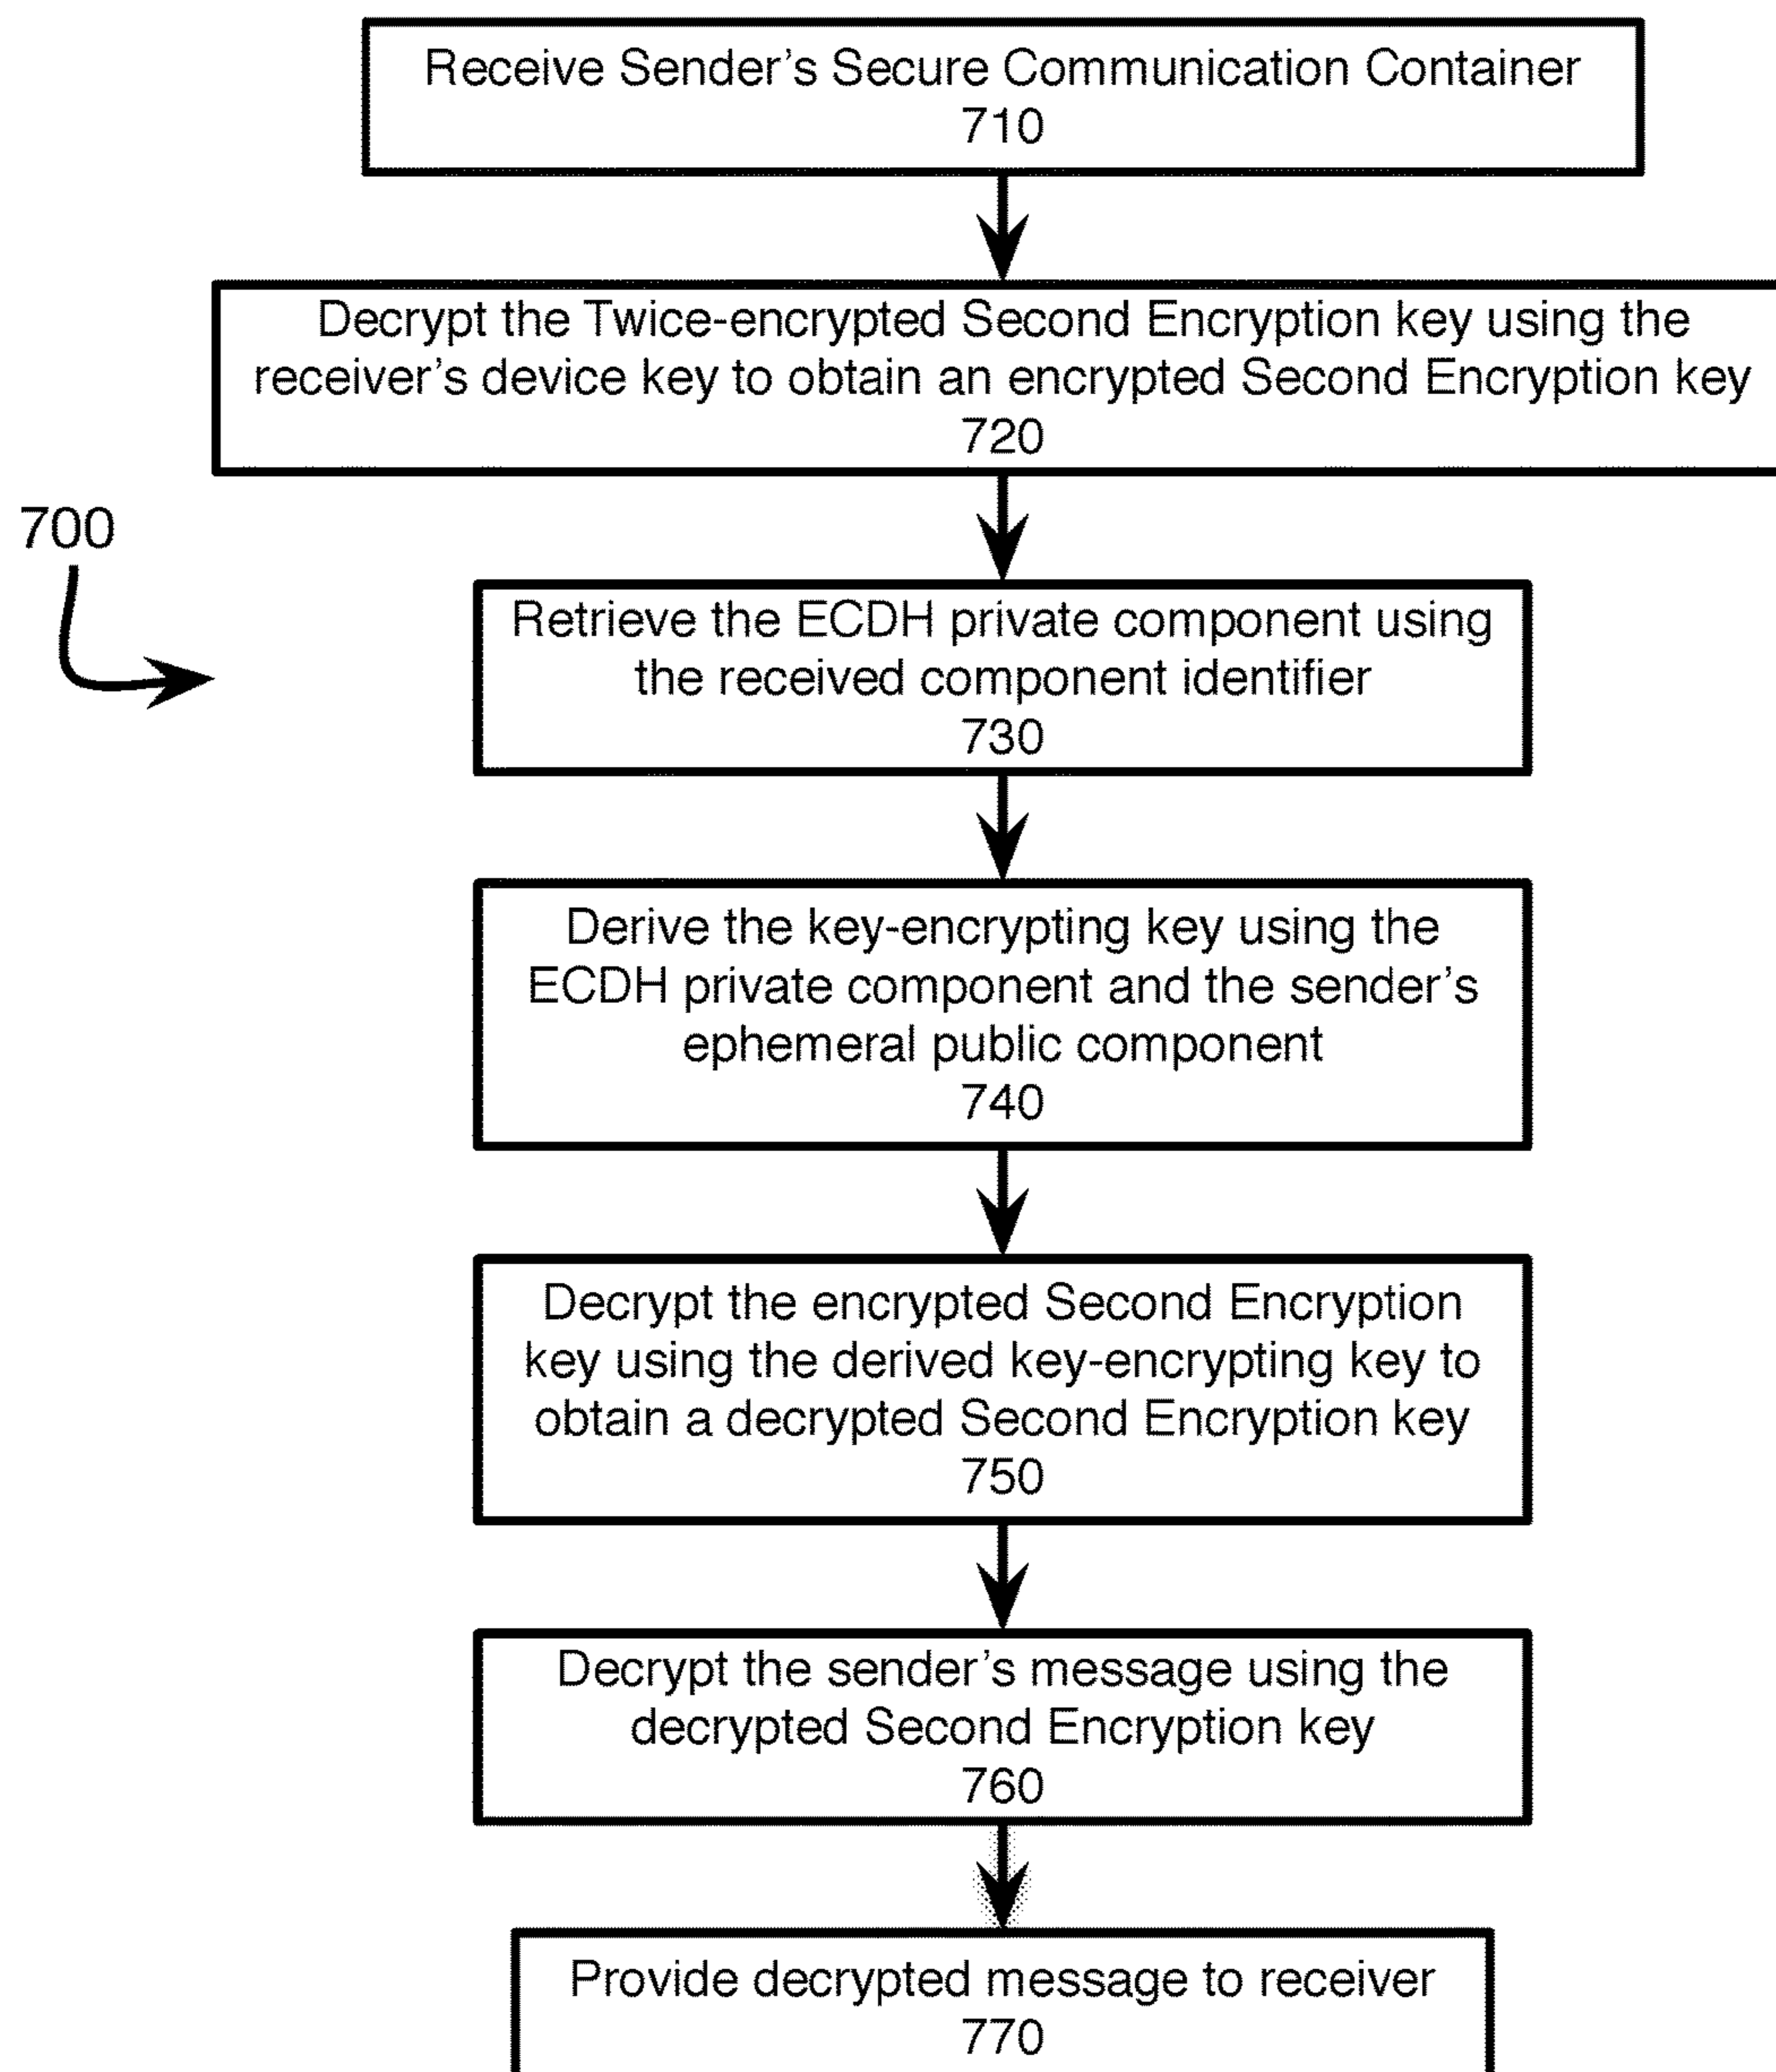 Receive Sender's Secure Communication Container
710
Decrypt the Twice-encrypted Second Encryption key using the
receiver's device key to obtain an encrypted Second Encryption key
720
700
Retrieve the ECDH private component using
the received component identifier
730
Derive the key-encrypting key using the
ECDH private component and the sender's
ephemeral public component
740
Decrypt the encrypted Second Encryption
key using the derived key-encrypting key to
obtain a decrypted Second Encryption key
750
Decrypt the sender's message using the
decrypted Second Encryption key
760
Provide decrypted message to receiver
770